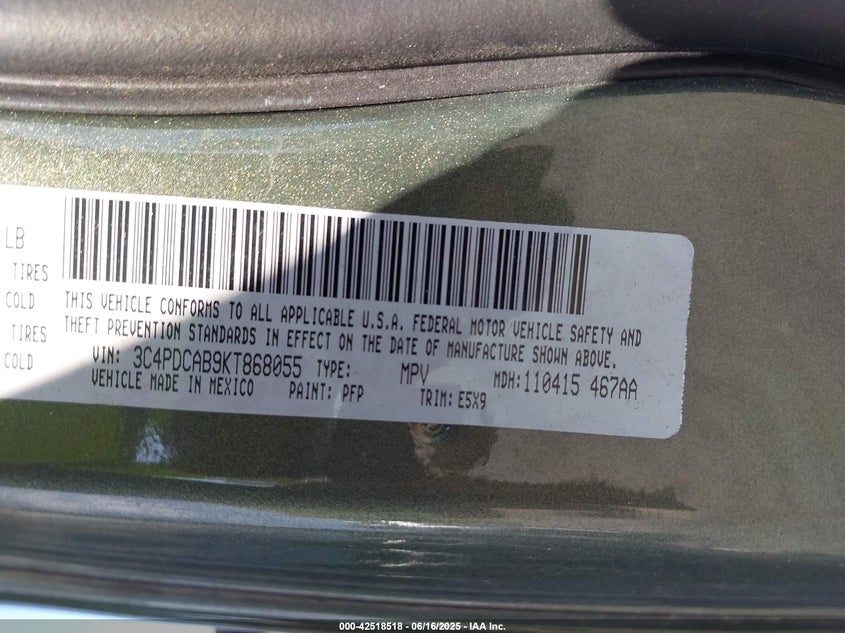 LB
TIRES
COLD
TIRES
COLD
THIS VEHICLE CONFORMS TO ALL APPLICABLE U.S.A. FEDERAL MOTOR VEHICLE SAFETY AND
THEFT PREVENTION STANDARDS IN EFFECT ON THE DATE OF MANUFACTURE SHOWN ABOVE.
VIN: 3C4PDCAB9KT868055 TYPE: MPV MDH:110415 467AA
VEHICLE MADE IN MEXICO PAINT: PFP TRIM: E5X9
000-42518518 - 06/16/2025 - IAA Inc.